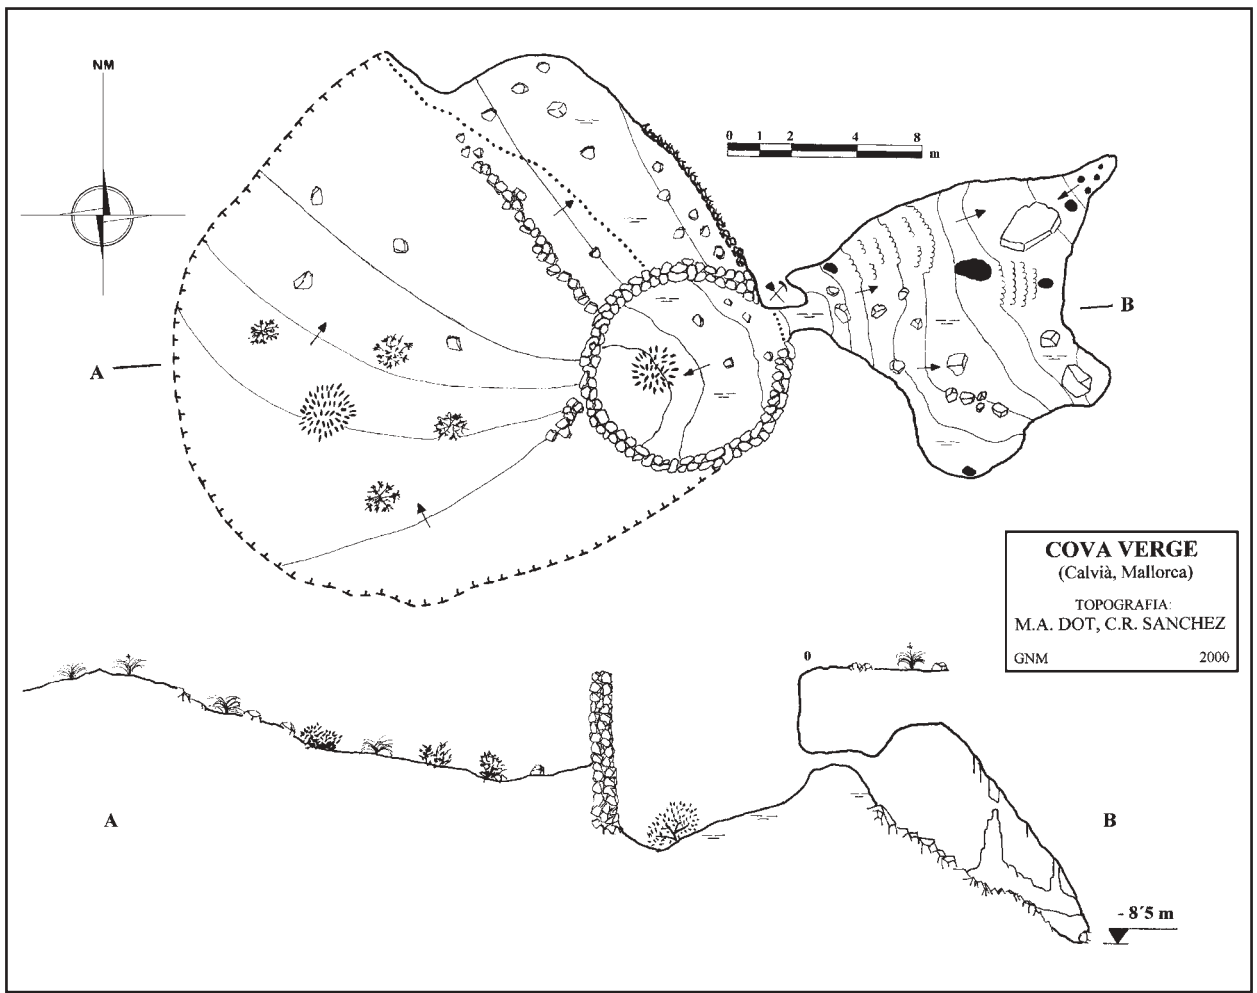 NM
0 1 2 4 8
m
A
B
COVA VERGE
(Calvià, Mallorca)
TOPOGRAFIA:
M.A. DOT, C.R. SANCHEZ
GNM 2000
0
A
B
- 8´5 m